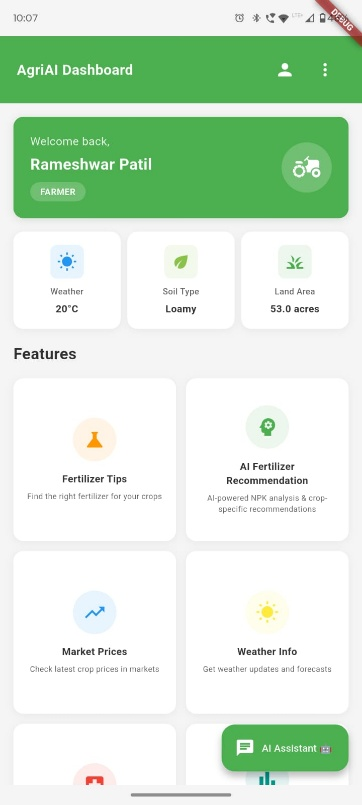 10:07
DEBUG
AgriAI Dashboard
Welcome back,
Rameshwar Patil
FARMER
Weather
20°C
Soil Type
Loamy
Land Area
53.0 acres
Features
Fertilizer Tips
Find the right fertilizer for your crops
AI Fertilizer
Recommendation
AI-powered NPK analysis & crop-
specific recommendations
Market Prices
Check latest crop prices in markets
Weather Info
Get weather updates and forecasts
AI Assistant 🤖